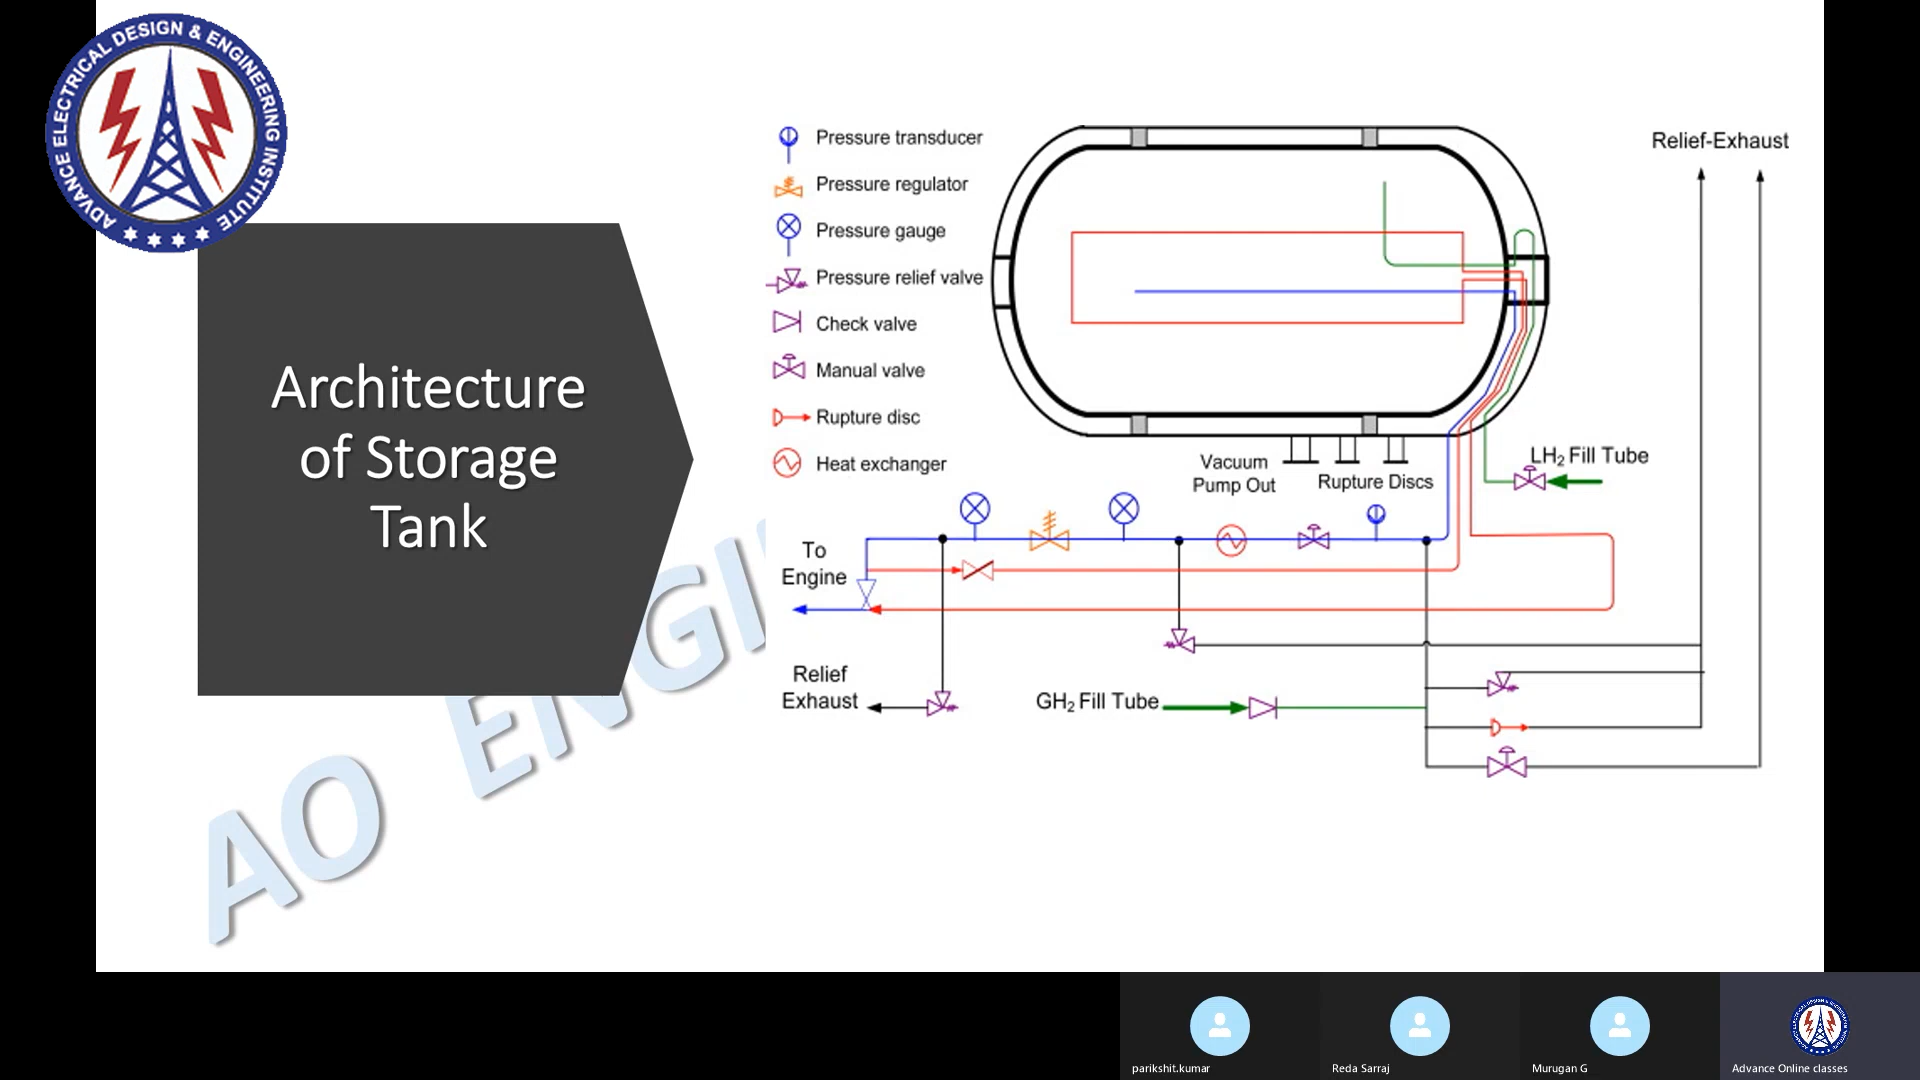 ADVANCE ELECTRICAL DESIGN & ENGINEERING INSTITUTE
Architecture
of Storage
Tank
AO ENGI
Pressure transducer
Pressure regulator
Pressure gauge
Pressure relief valve
Check valve
Manual valve
Rupture disc
Heat exchanger
Relief-Exhaust
Vacuum
Pump Out
Rupture Discs
LH₂ Fill Tube
To
Engine
Relief
Exhaust
GH₂ Fill Tube
parikshit.kumar
Reda Sarraj
Murugan G
Advance Online classes